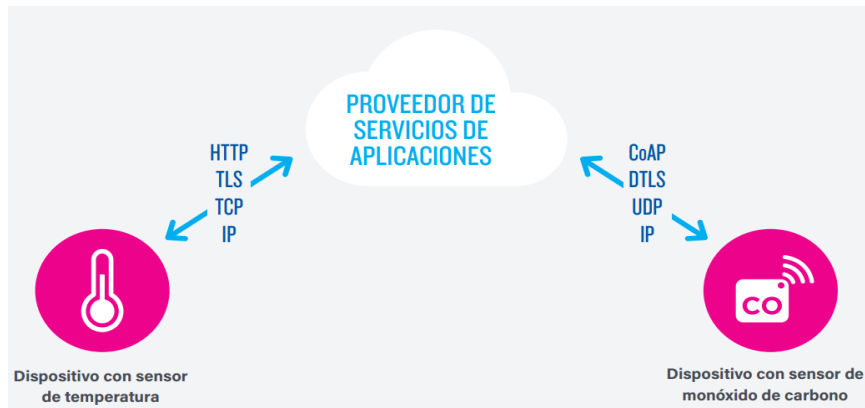 PROVEEDOR DE
SERVICIOS DE
APLICACIONES
HTTP
TLS
TCP
IP
CoAP
DTLS
UDP
IP
CO
Dispositivo con sensor
de temperatura
Dispositivo con sensor de
monóxido de carbono